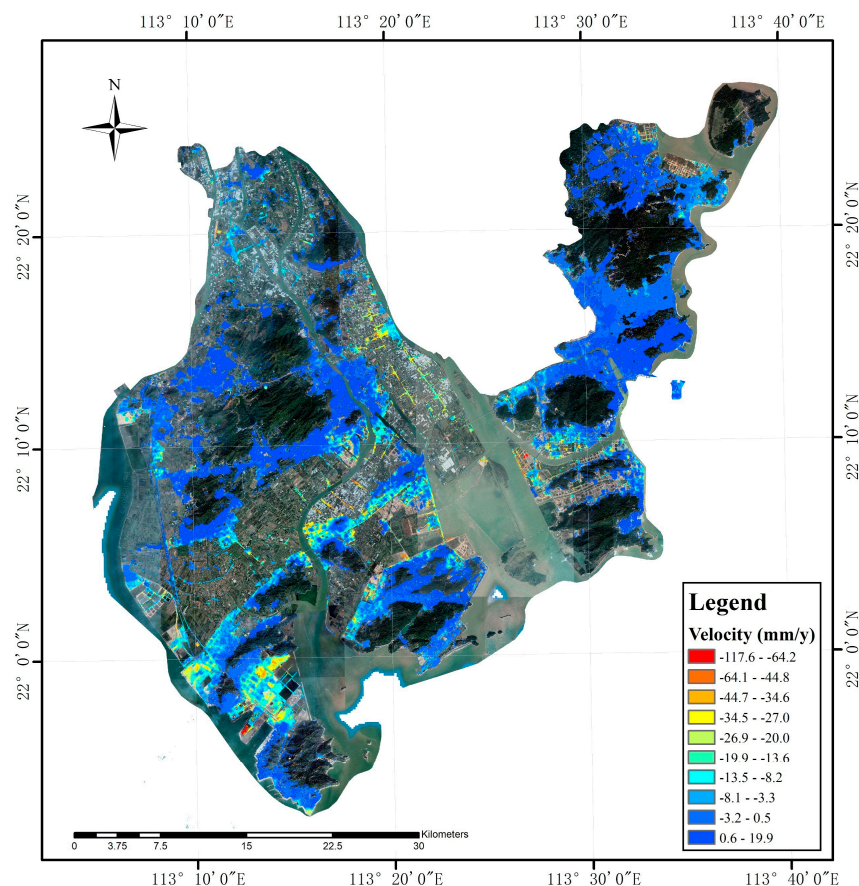 113° 10′ 0″E 113° 20′ 0″E 113° 30′ 0″E 113° 40′ 0″E
N
22° 20′ 0″N 22° 20′ 0″N
22° 10′ 0″N 22° 10′ 0″N
22° 0′ 0″N 22° 0′ 0″N
Legend
Velocity (mm/y)
-117.6 - -64.2
-64.1 - -44.8
-44.7 - -34.6
-34.5 - -27.0
-26.9 - -20.0
-19.9 - -13.6
-13.5 - -8.2
-8.1 - -3.3
-3.2 - 0.5
0.6 - 19.9
Kilometers
0 3.75 7.5 15 22.5 30
113° 10′ 0″E 113° 20′ 0″E 113° 30′ 0″E 113° 40′ 0″E